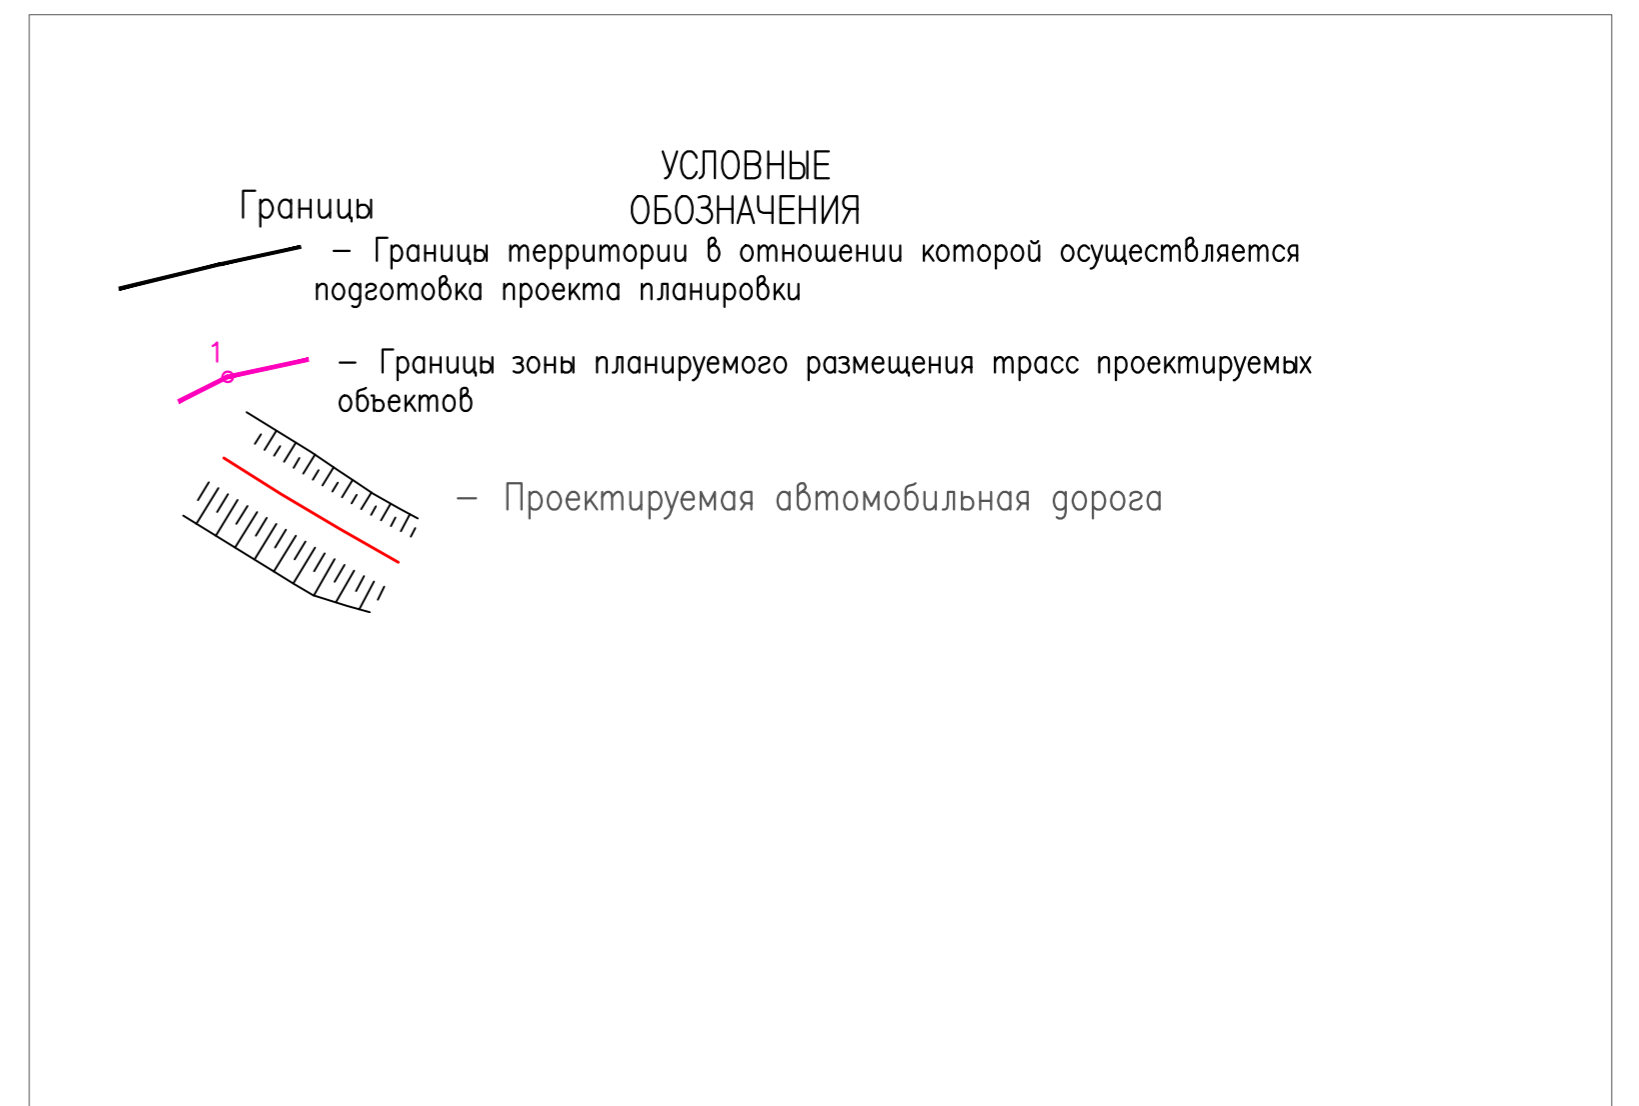 УСЛОВНЫЕ
ОБОЗНАЧЕНИЯ
Границы
– Границы территории в отношении которой осуществляется
подготовка проекта планировки
1
– Границы зоны планируемого размещения трасс проектируемых
объектов
– Проектируемая автомобильная дорога